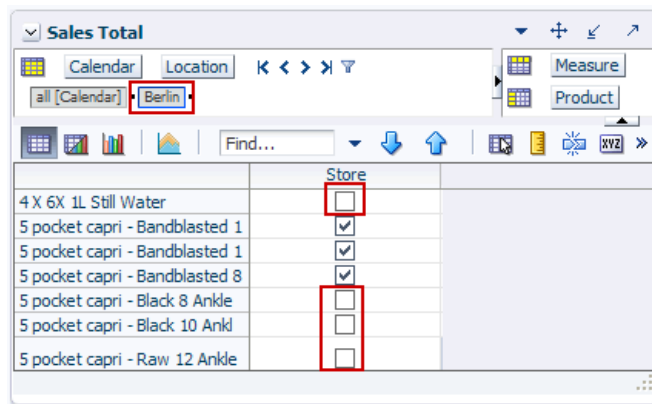 Sales Total
Calendar Location
Measure
all [Calendar] Berlin
Product
Find...
XYZ
Store
4 X 6X 1L Still Water
5 pocket capri - Bandblasted 1
5 pocket capri - Bandblasted 1
5 pocket capri - Bandblasted 8
5 pocket capri - Black 8 Ankle
5 pocket capri - Black 10 Ankl
5 pocket capri - Raw 12 Ankle